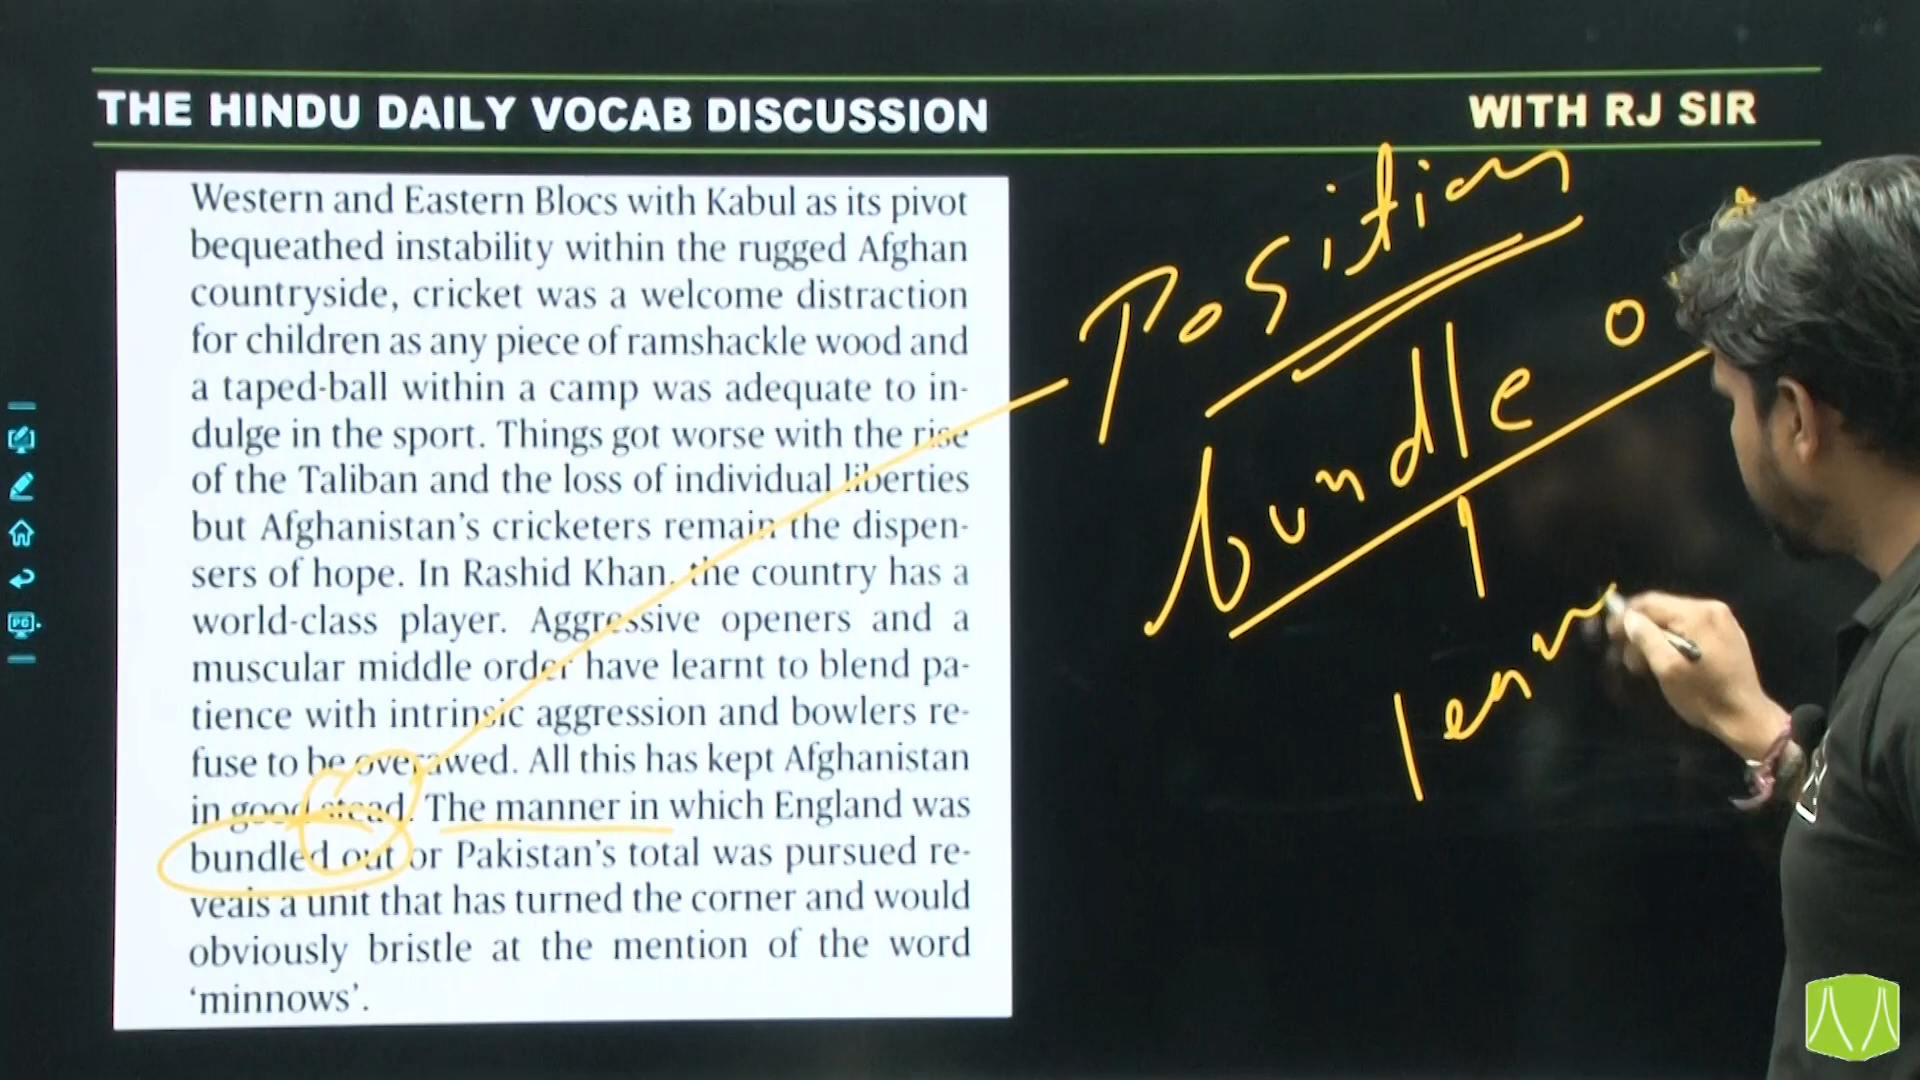 THE HINDU DAILY VOCAB DISCUSSION
WITH RJ SIR
Western and Eastern Blocs with Kabul as its pivot
bequeathed instability within the rugged Afghan
countryside, cricket was a welcome distraction
for children as any piece of ramshackle wood and
a taped-ball within a camp was adequate to in-
dulge in the sport. Things got worse with the rise
of the Taliban and the loss of individual liberties
but Afghanistan's cricketers remain the dispen-
sers of hope. In Rashid Khan, the country has a
world-class player. Aggressive openers and a
muscular middle order have learnt to blend pa-
tience with intrinsic aggression and bowlers re-
fuse to be overawed. All this has kept Afghanistan
in good stead. The manner in which England was
bundled out or Pakistan's total was pursued re-
veals a unit that has turned the corner and would
obviously bristle at the mention of the word
'minnows'.
Position
bundle o
PG